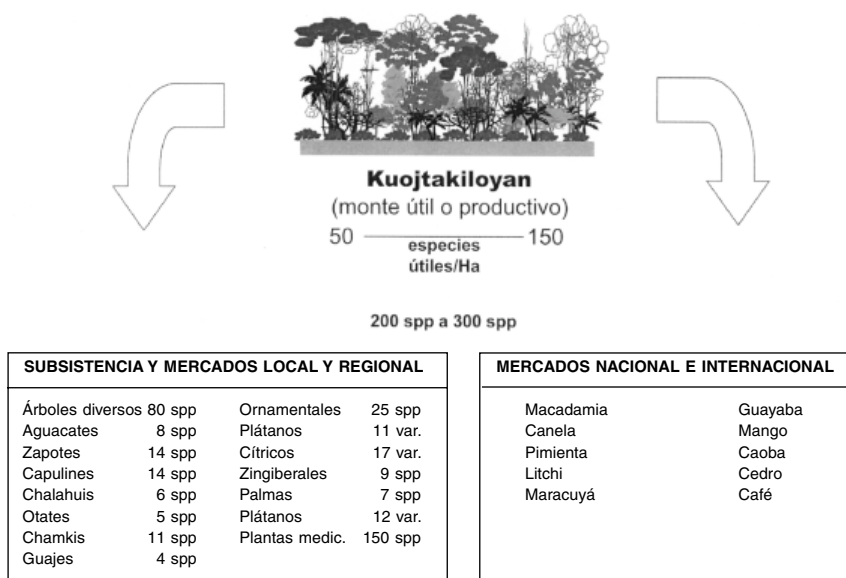 Kuojtakiloyan
(monte útil o productivo)
50 150
especies
útiles/Ha
200 spp a 300 spp
SUBSISTENCIA Y MERCADOS LOCAL Y REGIONAL
Árboles diversos 80 spp Ornamentales 25 spp
Aguacates 8 spp Plátanos 11 var.
Zapotes 14 spp Cítricos 17 var.
Capulines 14 spp Zingiberales 9 spp
Chalahuis 6 spp Palmas 7 spp
Otates 5 spp Plátanos 12 var.
Chamkis 11 spp Plantas medic. 150 spp
Guajes 4 spp
MERCADOS NACIONAL E INTERNACIONAL
Macadamia Guayaba
Canela Mango
Pimienta Caoba
Litchi Cedro
Maracuyá Café